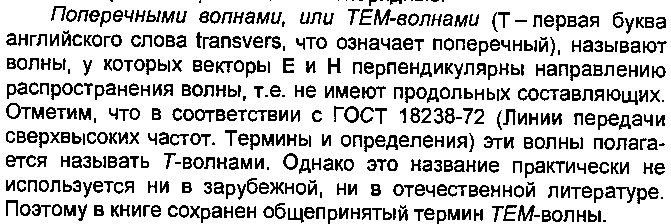 Поперечными волнами, или ТЕМ-волнами (Т – первая буква
английского слова transvers, что означает поперечный), называют
волны, у которых векторы Е и Н перпендикулярны направлению
распространения волны, т.е. не имеют продольных составляющих.
Отметим, что в соответствии с ГОСТ 18238-72 (Линии передачи
сверхвысоких частот. Термины и определения) эти волны полага-
ется называть Т-волнами. Однако это название практически не
используется ни в зарубежной, ни в отечественной литературе.
Поэтому в книге сохранен общепринятый термин ТЕМ-волны.